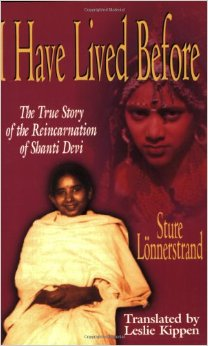 I Have Lived Before
The True Story
of the Reincarnation
of Shanti Devi
Sture
Lönnerstrand
Translated by
Leslie Kippen